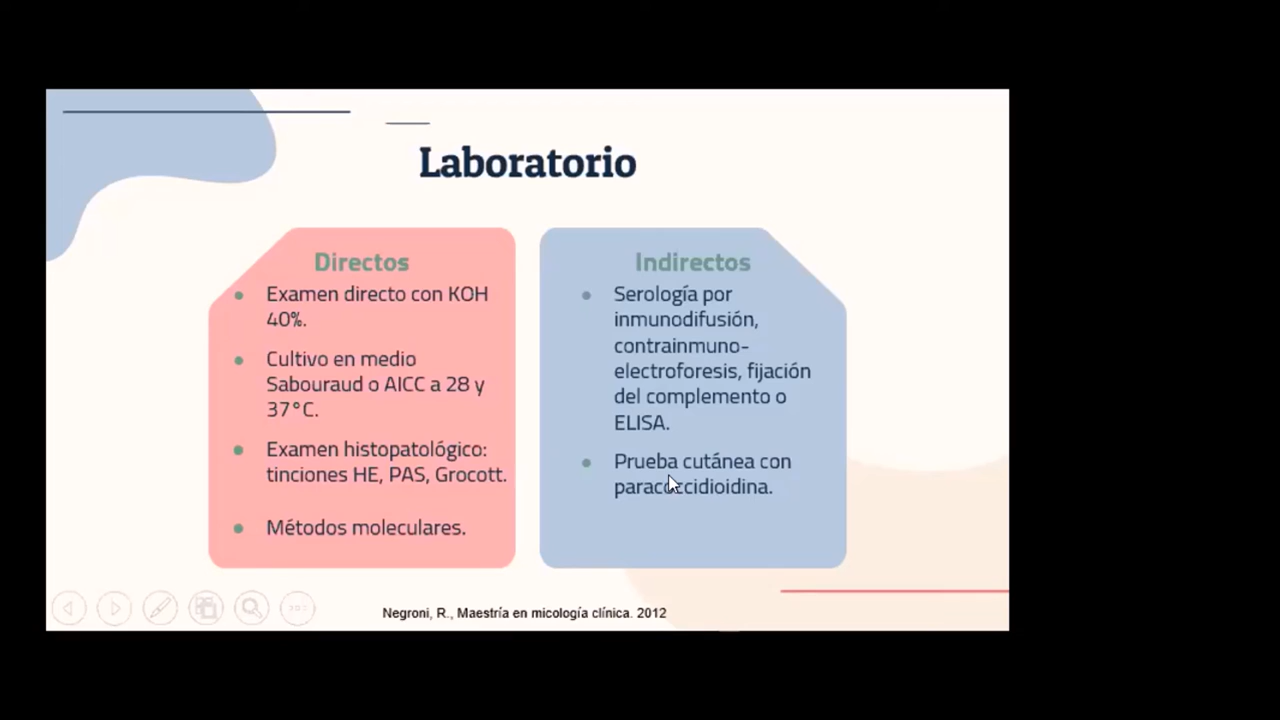 Laboratorio
Directos
Examen directo con KOH
40%.
Cultivo en medio
Sabouraud o AICC a 28 y
37°C.
Examen histopatológico:
tinciones HE, PAS, Grocott.
Métodos moleculares.
Indirectos
Serología por
inmunodifusión,
contrainmuno-
electroforesis, fijación
del complemento o
ELISA.
Prueba cutánea con
paracoccidioidina.
Negroni, R., Maestría en micología clínica. 2012